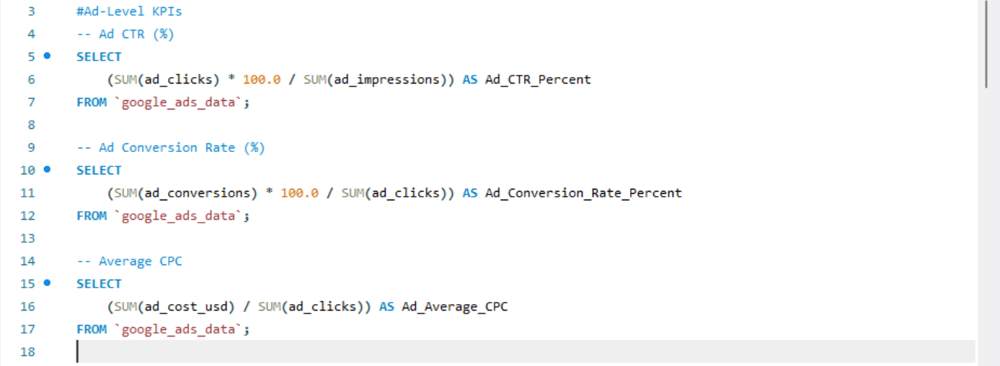 3 #Ad-Level KPIs
4 -- Ad CTR (%)
5 SELECT
6 (SUM(ad_clicks) * 100.0 / SUM(ad_impressions)) AS Ad_CTR_Percent
7 FROM `google_ads_data`;
8
9 -- Ad Conversion Rate (%)
10 SELECT
11 (SUM(ad_conversions) * 100.0 / SUM(ad_clicks)) AS Ad_Conversion_Rate_Percent
12 FROM `google_ads_data`;
13
14 -- Average CPC
15 SELECT
16 (SUM(ad_cost_usd) / SUM(ad_clicks)) AS Ad_Average_CPC
17 FROM `google_ads_data`;
18